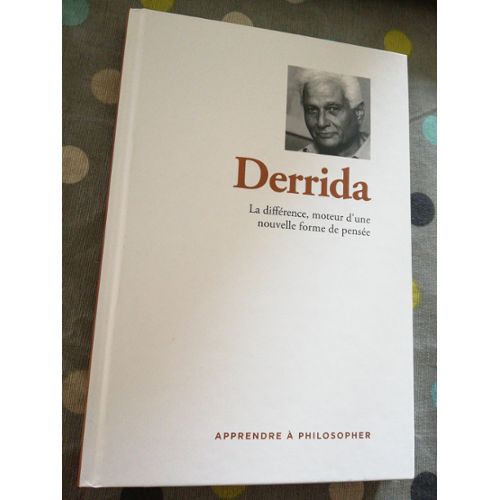 Derrida
La différence, moteur d'une
nouvelle forme de pensée
APPRENDRE À PHILOSOPHER